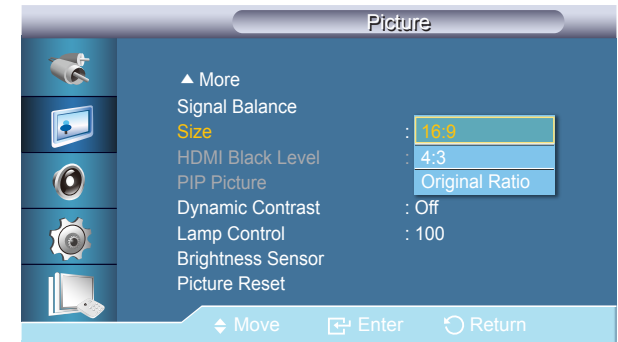 Picture
▲ More
Signal Balance
Size : 16:9
HDMI Black Level : 4:3
PIP Picture Original Ratio
Dynamic Contrast : Off
Lamp Control : 100
Brightness Sensor
Picture Reset
Move Enter Return